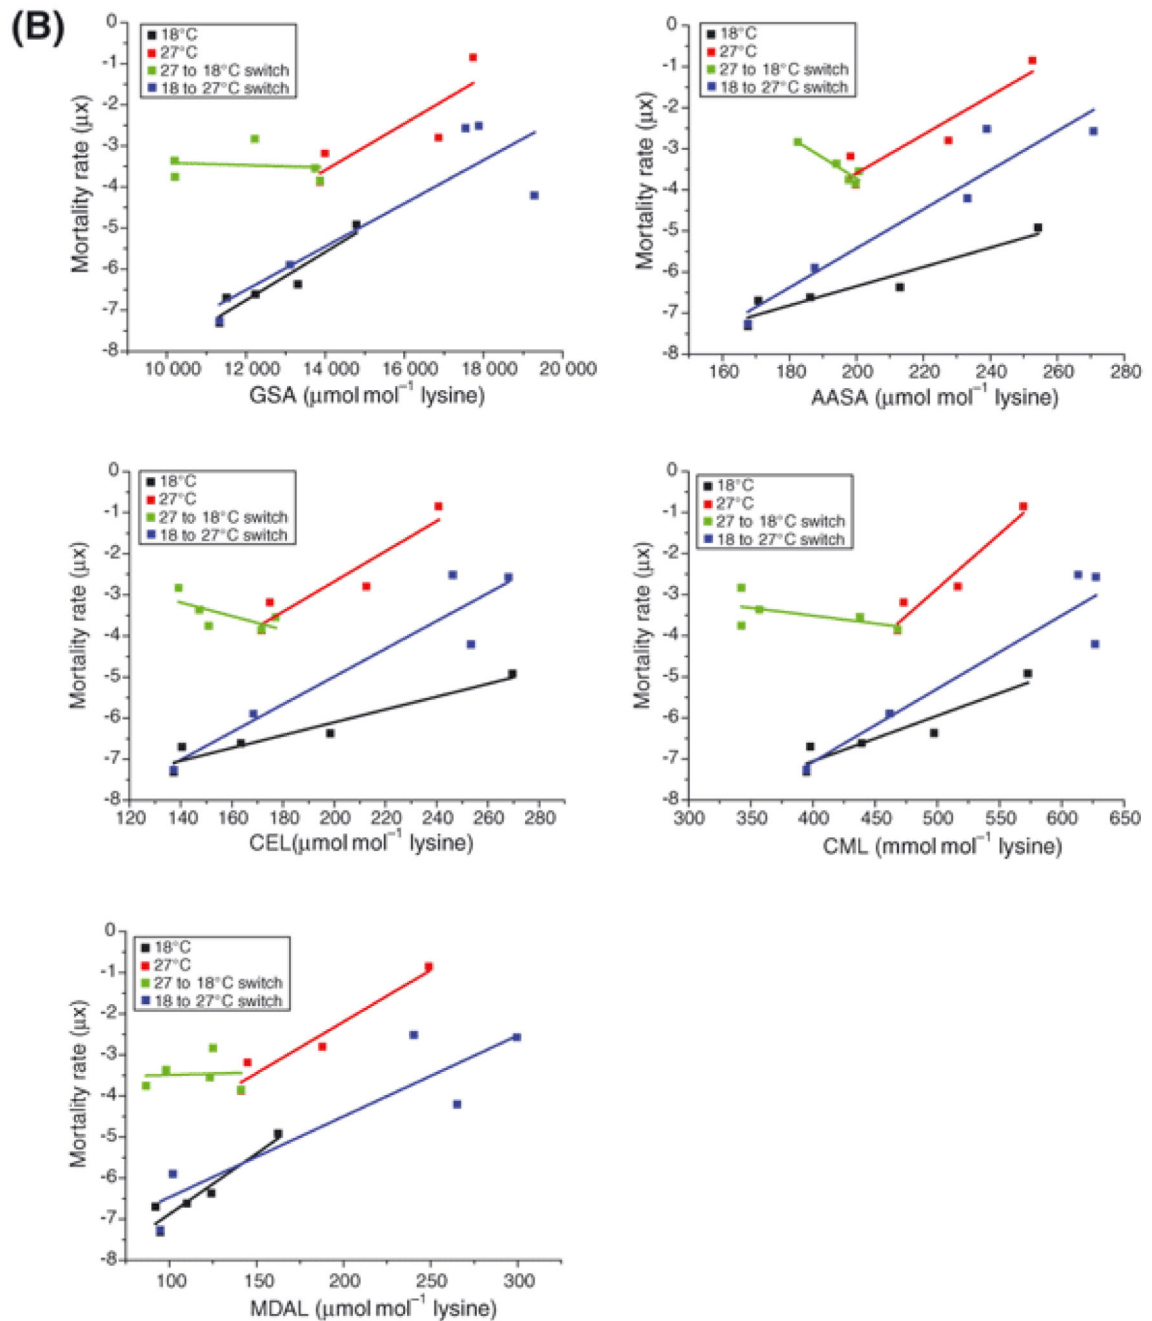 (B)
0
-1
-2
-3
-4
-5
-6
-7
-8
Mortality rate (μx)
18°C
27°C
27 to 18°C switch
18 to 27°C switch
10 000 12 000 14 000 16 000 18 000 20 000
GSA (μmol mol⁻¹ lysine)
0
-1
-2
-3
-4
-5
-6
-7
-8
Mortality rate (μx)
18°C
27°C
27 to 18°C switch
18 to 27°C switch
160 180 200 220 240 260 280
AASA (μmol mol⁻¹ lysine)
0
-1
-2
-3
-4
-5
-6
-7
-8
Mortality rate (μx)
18°C
27°C
27 to 18°C switch
18 to 27°C switch
120 140 160 180 200 220 240 260 280
CEL(μmol mol⁻¹ lysine)
0
-1
-2
-3
-4
-5
-6
-7
-8
Mortality rate (μx)
18°C
27°C
27 to 18°C switch
18 to 27°C switch
300 350 400 450 500 550 600 650
CML (mmol mol⁻¹ lysine)
0
-1
-2
-3
-4
-5
-6
-7
-8
Mortality rate (μx)
18°C
27°C
27 to 18°C switch
18 to 27°C switch
100 150 200 250 300
MDAL (μmol mol⁻¹ lysine)